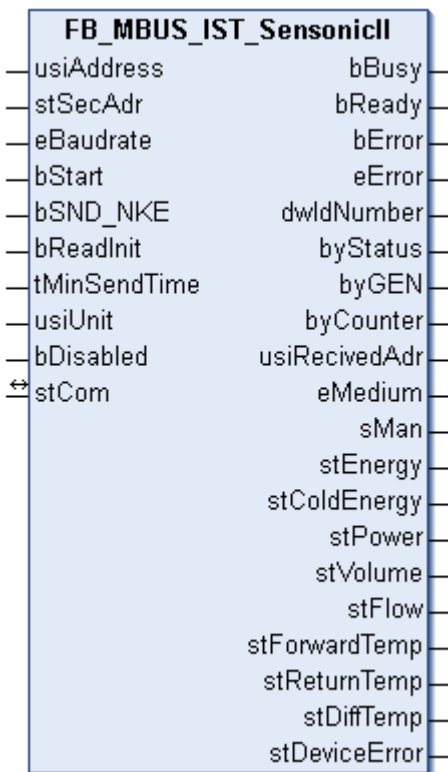 FB_MBUS_IST_SensonicII
usiAddress bBusy
stSecAdr bReady
eBaudrate bError
bStart eError
bSND_NKE dwIdNumber
bReadInit byStatus
tMinSendTime byGEN
usiUnit byCounter
bDisabled usiRecivedAdr
stCom eMedium
sMan
stEnergy
stColdEnergy
stPower
stVolume
stFlow
stForwardTemp
stReturnTemp
stDiffTemp
stDeviceError